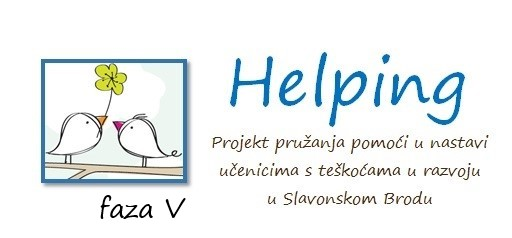 Helping
Projekt pružanja pomoći u nastavi
učenicima s teškoćama u razvoju
u Slavonskom Brodu
faza V